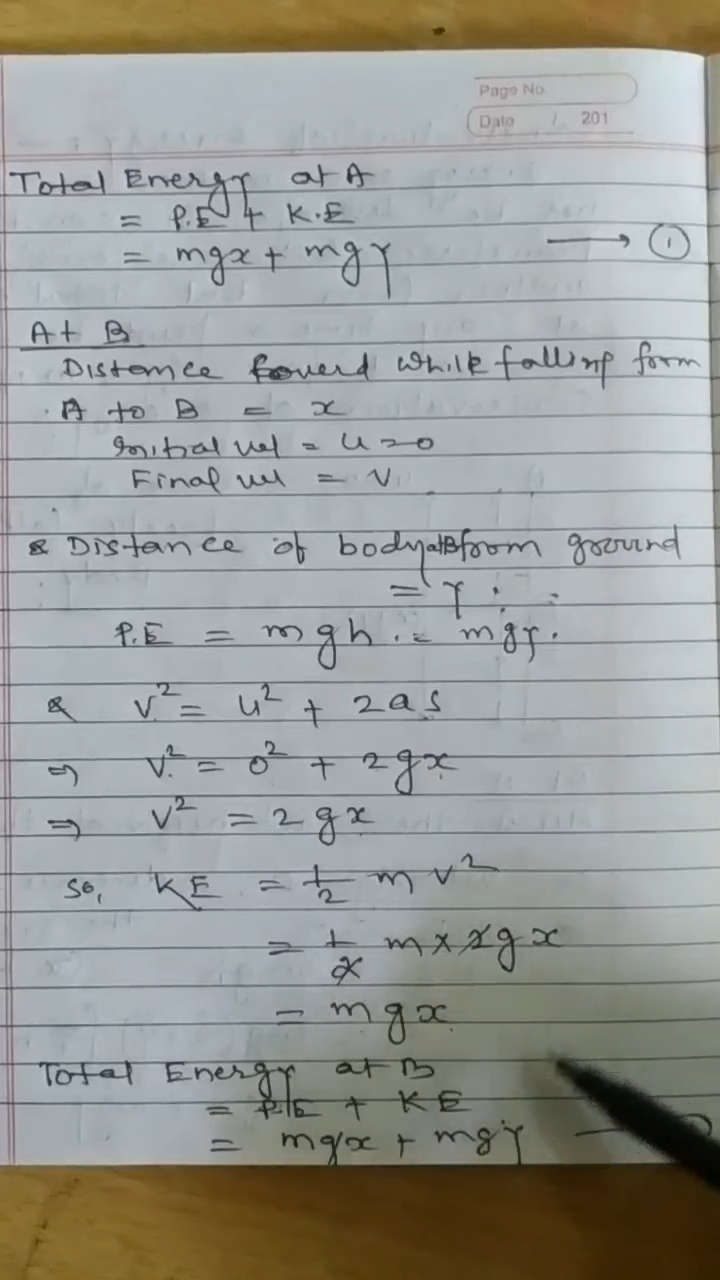 Page No.
Date / 201
Total Energy at A
= P.E + K.E
= mgx + mgy → ①
At B
Distance covered while falling form
A to B = x
Initial vel = u = 0
Final vel = v
& Distance of body at B from ground
= y
P.E = mgh = mgy.
& v² = u² + 2as
⇒ v² = 0² + 2gx
⇒ v² = 2gx
So, KE = 1/2 mv²
= 1/2 m × 2gx
= mgx
Total Energy at B
= P.E + KE
= mgx + mgy